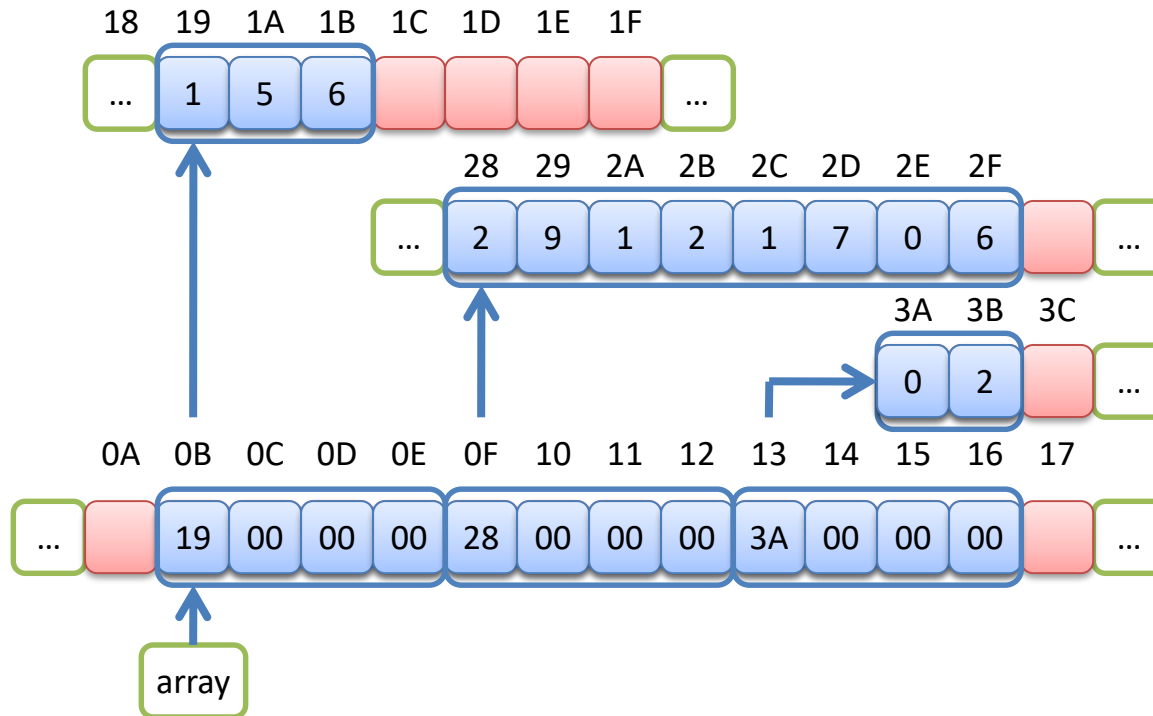 18 19 1A 1B 1C 1D 1E 1F
... 1 5 6 ...
28 29 2A 2B 2C 2D 2E 2F
... 2 9 1 2 1 7 0 6 ...
3A 3B 3C
0 2 ...
0A 0B 0C 0D 0E 0F 10 11 12 13 14 15 16 17
... 19 00 00 00 28 00 00 00 3A 00 00 00 ...
array